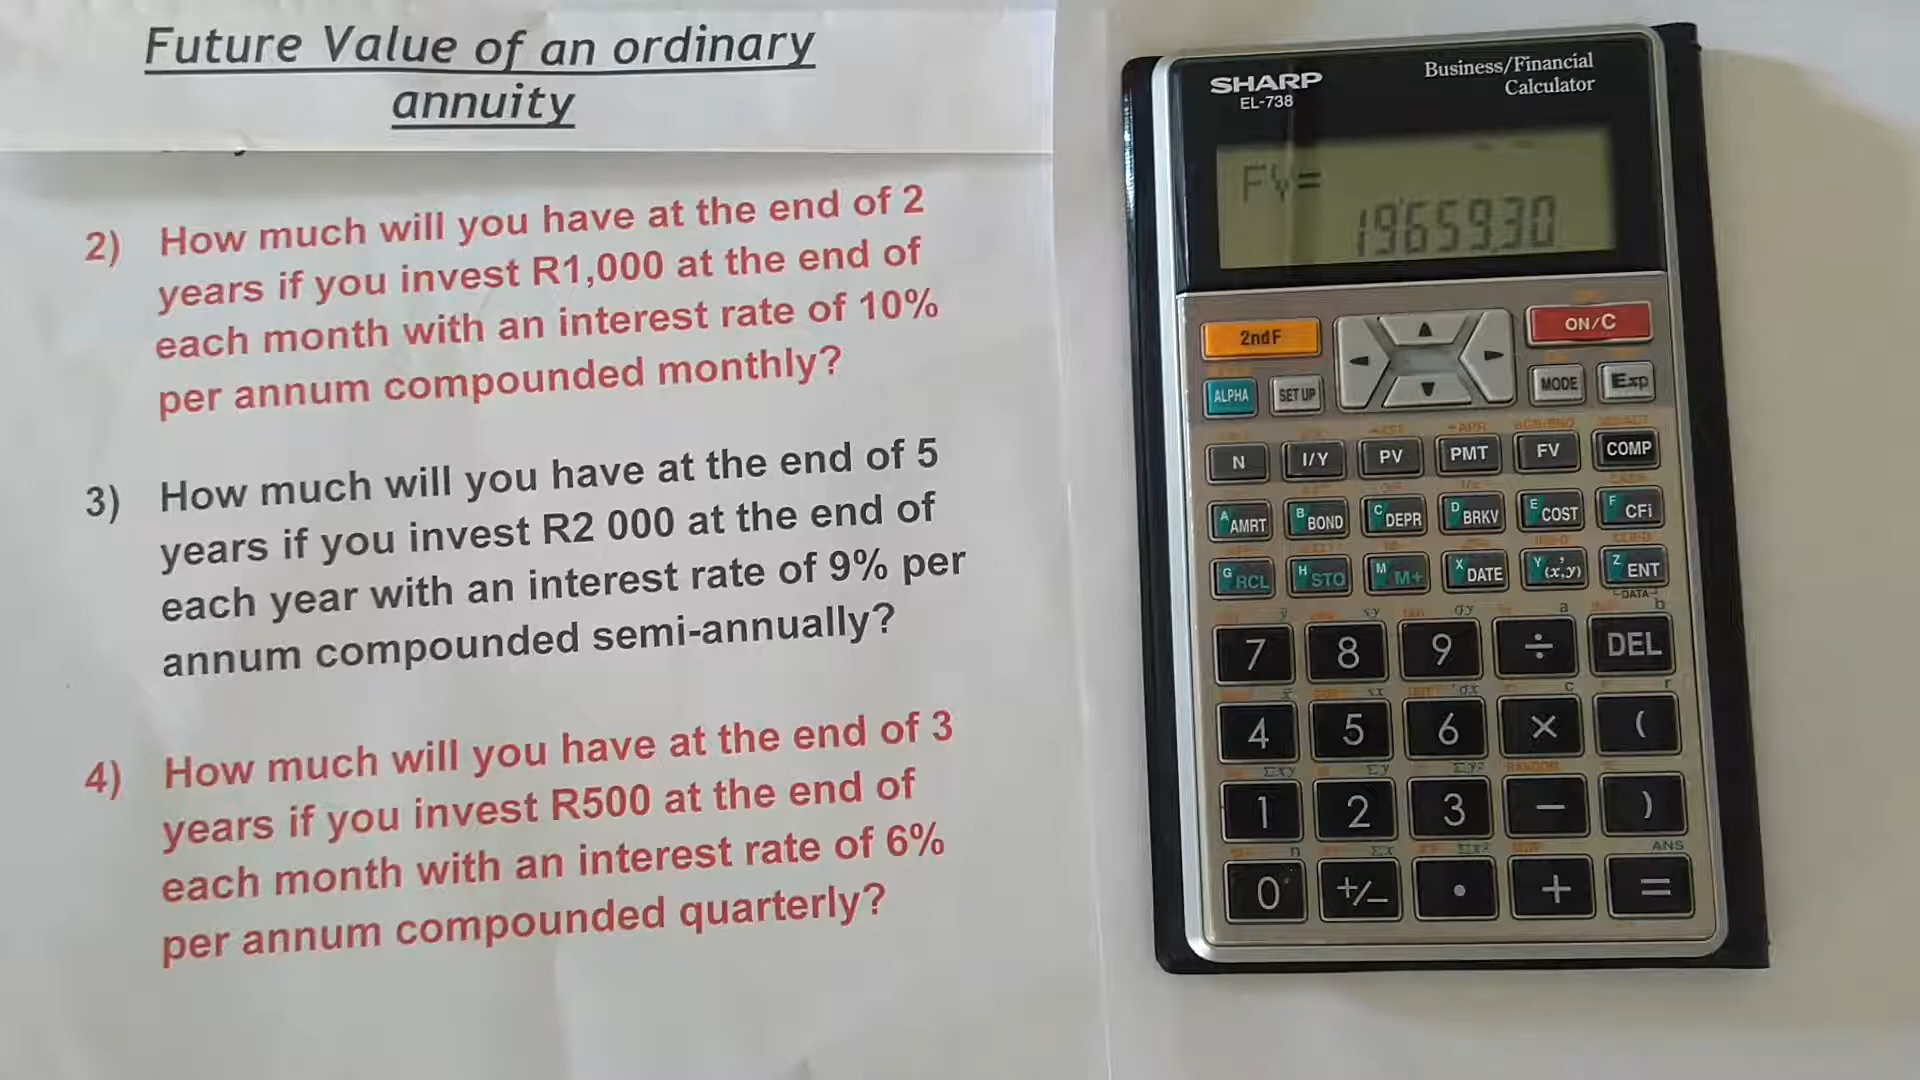 Future Value of an ordinary
annuity
2) How much will you have at the end of 2
years if you invest R1,000 at the end of
each month with an interest rate of 10%
per annum compounded monthly?
3) How much will you have at the end of 5
years if you invest R2 000 at the end of
each year with an interest rate of 9% per
annum compounded semi-annually?
4) How much will you have at the end of 3
years if you invest R500 at the end of
each month with an interest rate of 6%
per annum compounded quarterly?
SHARP
EL-738
Business/Financial
Calculator
FV=
19'659.30
2ndF
ON/C
ALPHA SET UP MODE Exp
N I/Y PV PMT FV COMP
A AMRT B BOND C DEPR D BRKV E COST F CFi
G RCL H STO M M+ X DATE Y (x,y) Z ENT
DATA
7 8 9 ÷ DEL
4 5 6 × (
1 2 3 − )
ANS
0 +/− • + =